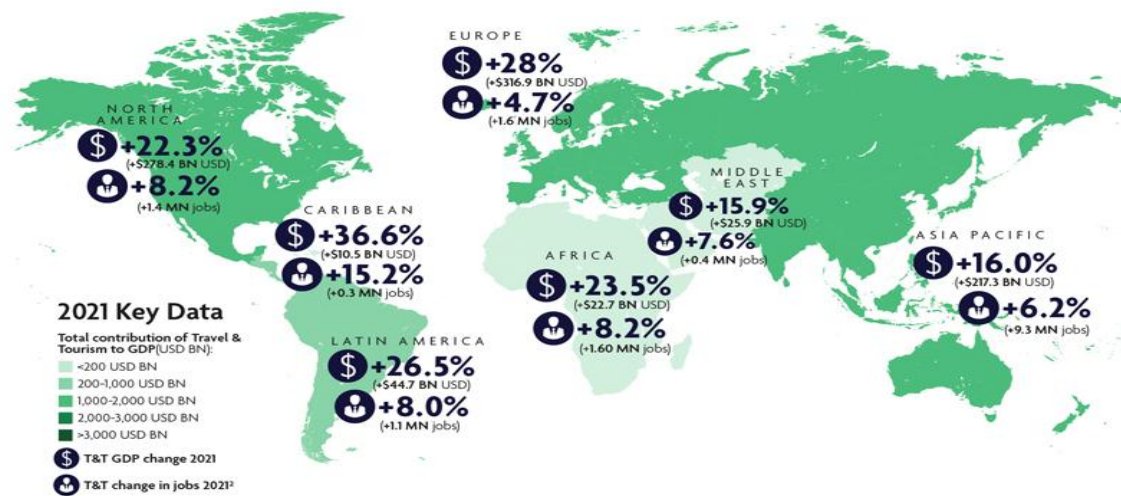 EUROPE
$ +28%
(+$316.9 BN USD)
+4.7%
(+1.6 MN jobs)
NORTH
AMERICA
$ +22.3%
(+$278.4 BN USD)
+8.2%
(+1.4 MN jobs)
MIDDLE
EAST
$ +15.9%
(+$25.9 BN USD)
+7.6%
(+0.4 MN jobs)
CARIBBEAN
$ +36.6%
(+$10.5 BN USD)
+15.2%
(+0.3 MN jobs)
AFRICA
$ +23.5%
(+$22.7 BN USD)
+8.2%
(+1.60 MN jobs)
ASIA PACIFIC
$ +16.0%
(+$217.3 BN USD)
+6.2%
(+9.3 MN jobs)
LATIN AMERICA
$ +26.5%
(+$44.7 BN USD)
+8.0%
(+1.1 MN jobs)
2021 Key Data
Total contribution of Travel &
Tourism to GDP(USD BN):
<200 USD BN
200-1,000 USD BN
1,000-2,000 USD BN
2,000-3,000 USD BN
>3,000 USD BN
$ T&T GDP change 2021
T&T change in jobs 2021²